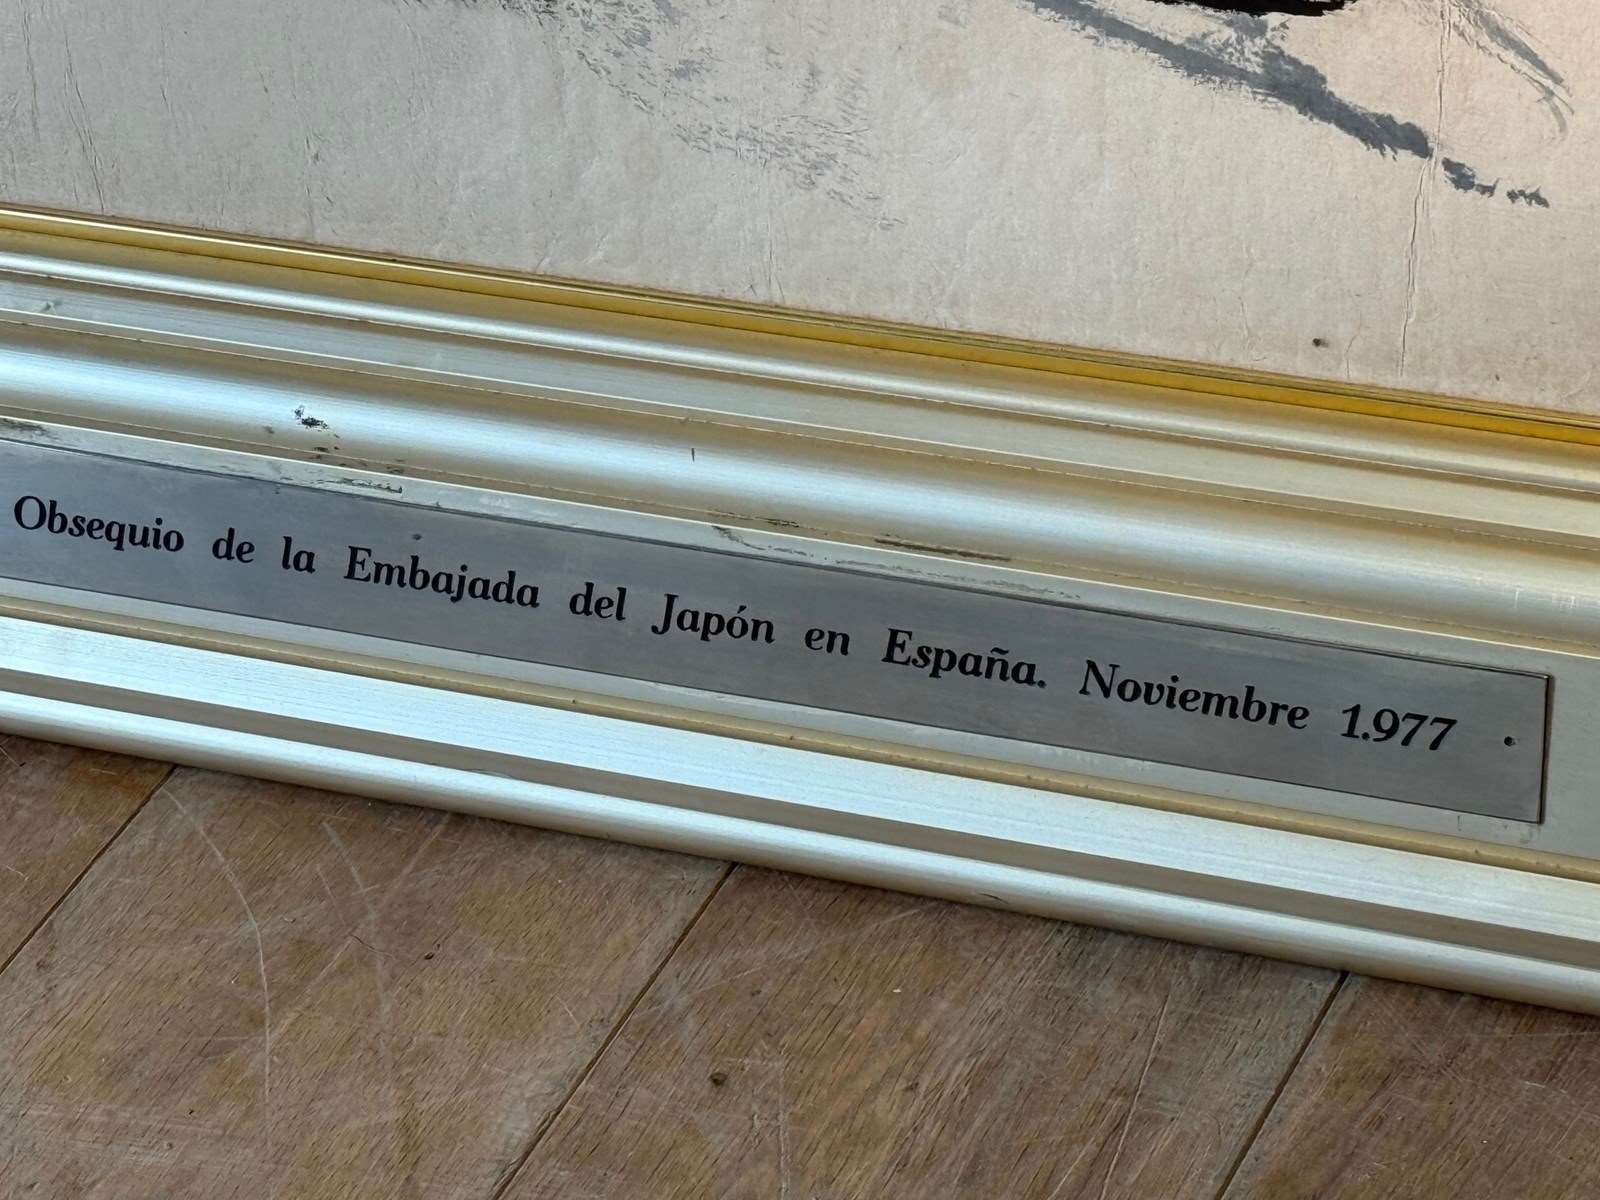 Obsequio de la Embajada del Japón en España. Noviembre 1.977